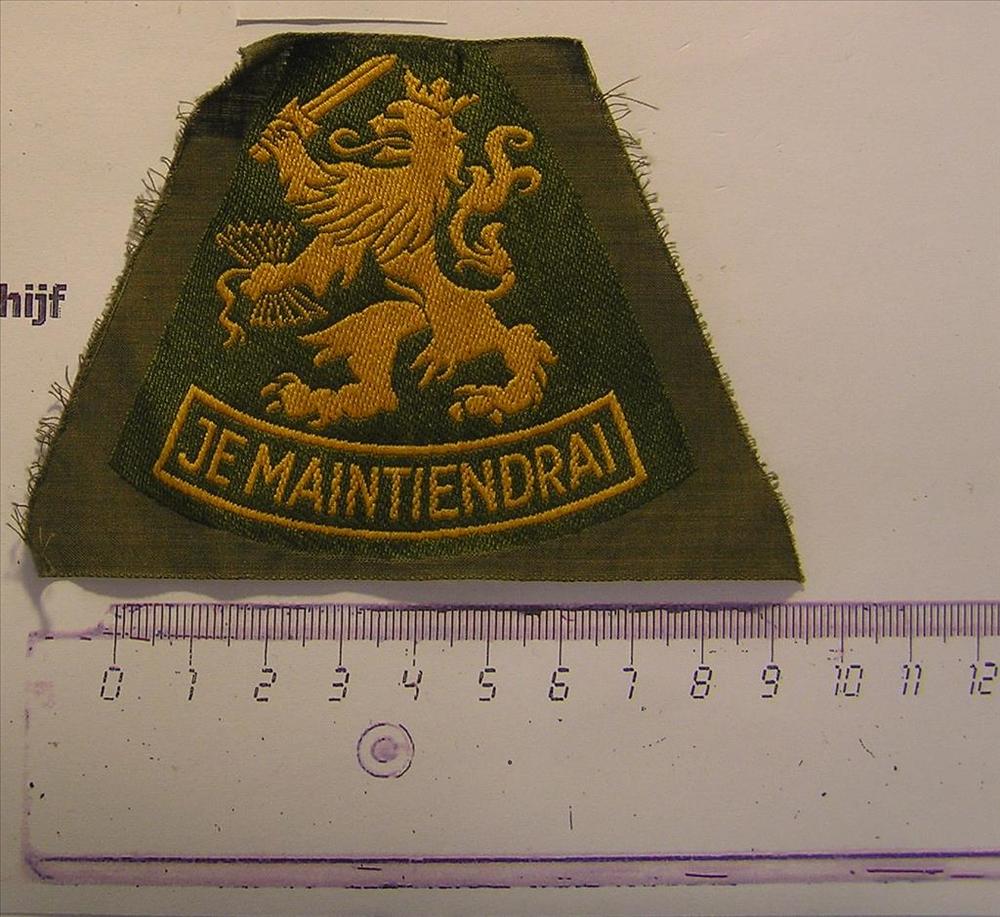 hijf
JE MAINTIENDRAI
0 1 2 3 4 5 6 7 8 9 10 11 12